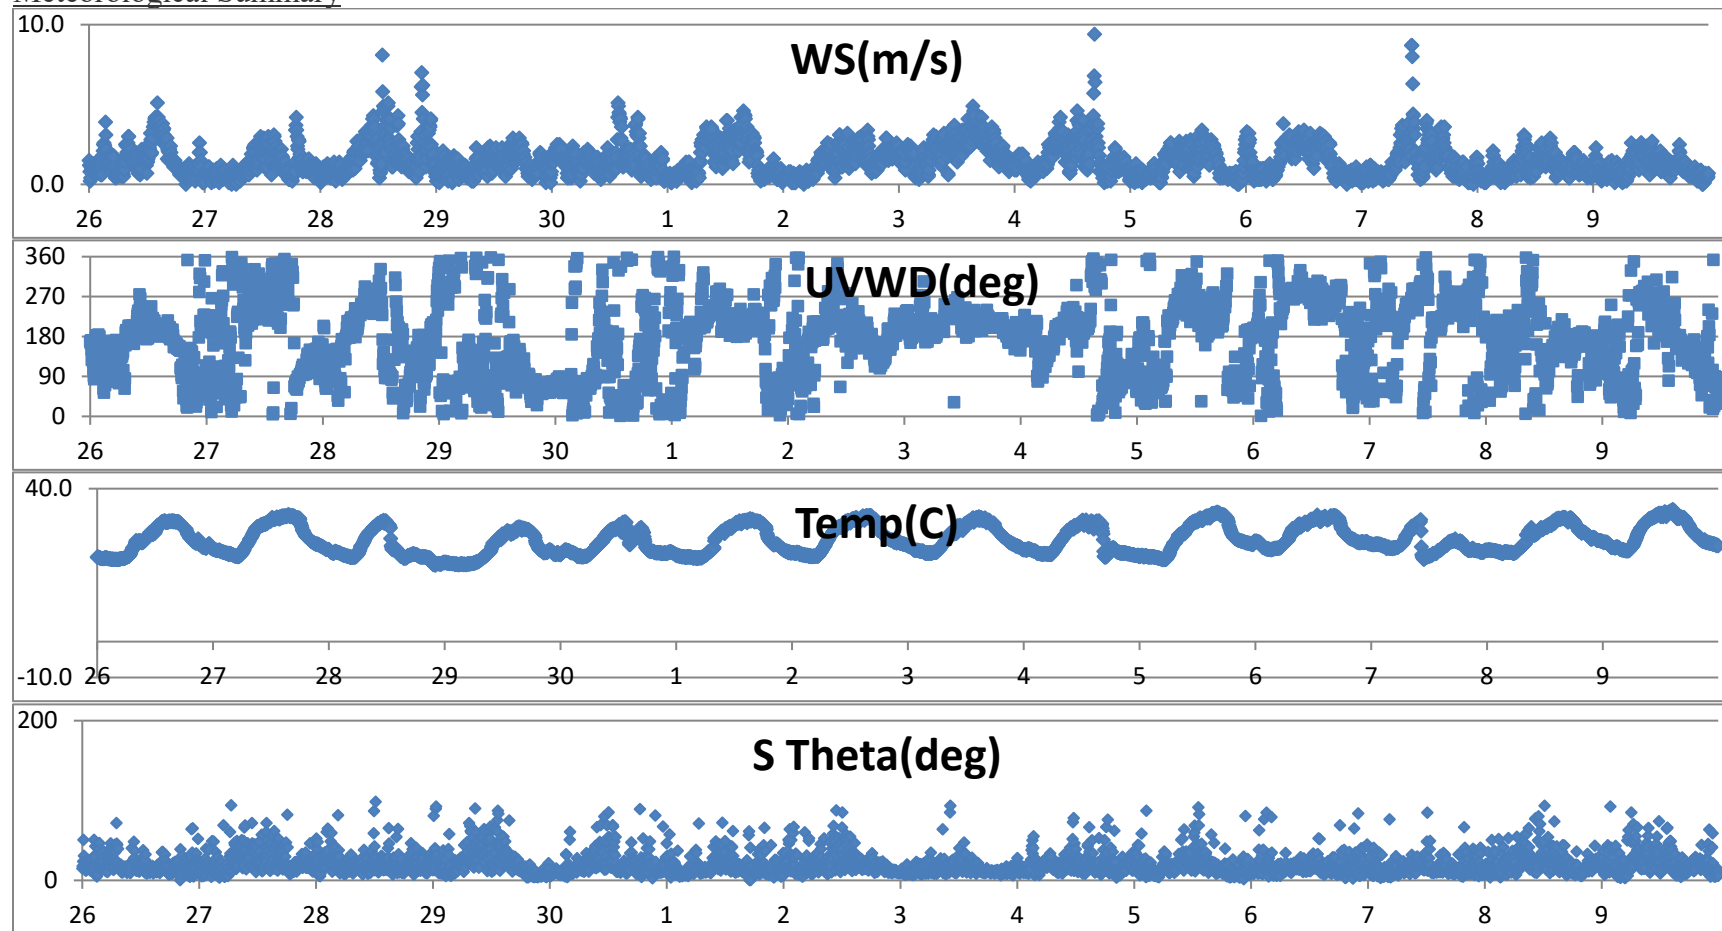 Meteorological Summary
10.0
WS(m/s)
0.0
26 27 28 29 30 1 2 3 4 5 6 7 8 9
360
270
UVWD(deg)
180
90
0
26 27 28 29 30 1 2 3 4 5 6 7 8 9
40.0
Temp(C)
-10.0 26 27 28 29 30 1 2 3 4 5 6 7 8 9
200
S Theta(deg)
0
26 27 28 29 30 1 2 3 4 5 6 7 8 9